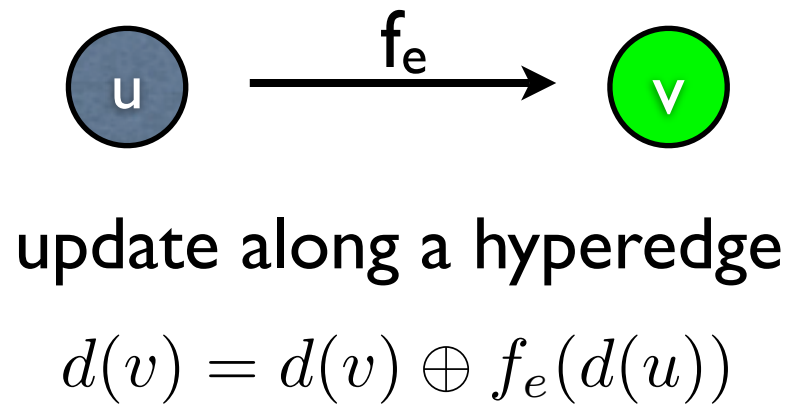 fₑ
u v
update along a hyperedge
d(v) = d(v) ⊕ fₑ(d(u))